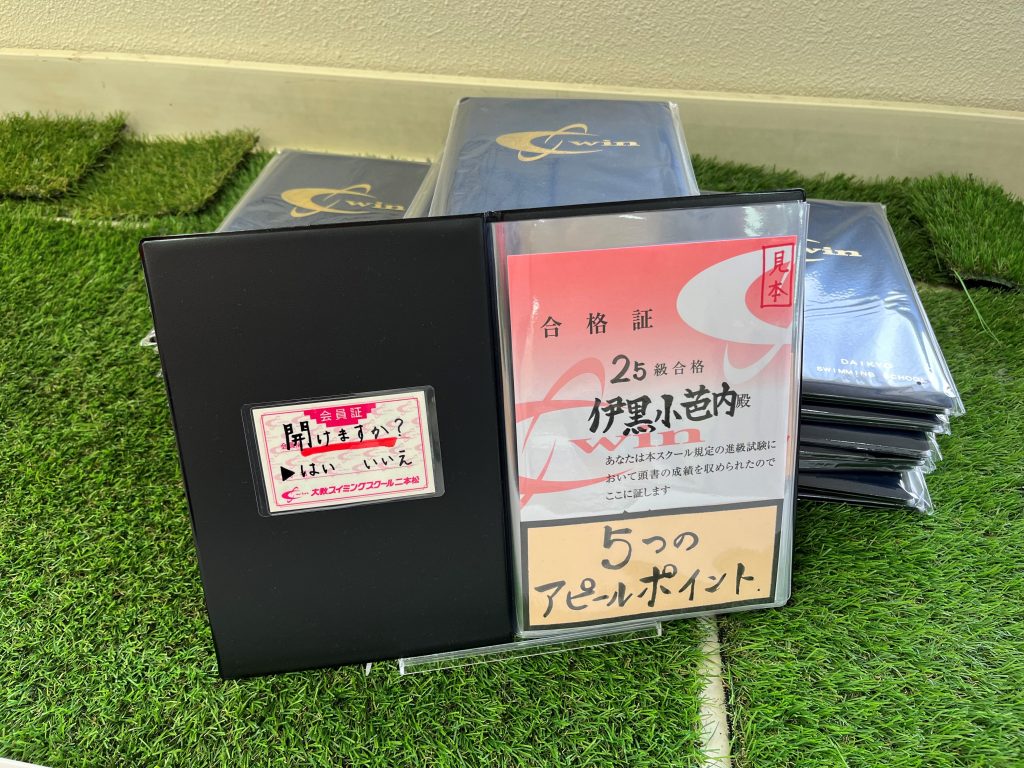 win
win
win
DAIKYO
SWIMMING SCHOOL
会員証
開けますか?
▶はい いいえ
win 大教スイミングスクール二本松
見本
合格証
25級合格
伊黒小芭内殿
win
あなたは本スクール規定の進級試験に
おいて頭書の成績を収められたので
ここに証します
5つの
アピールポイント.